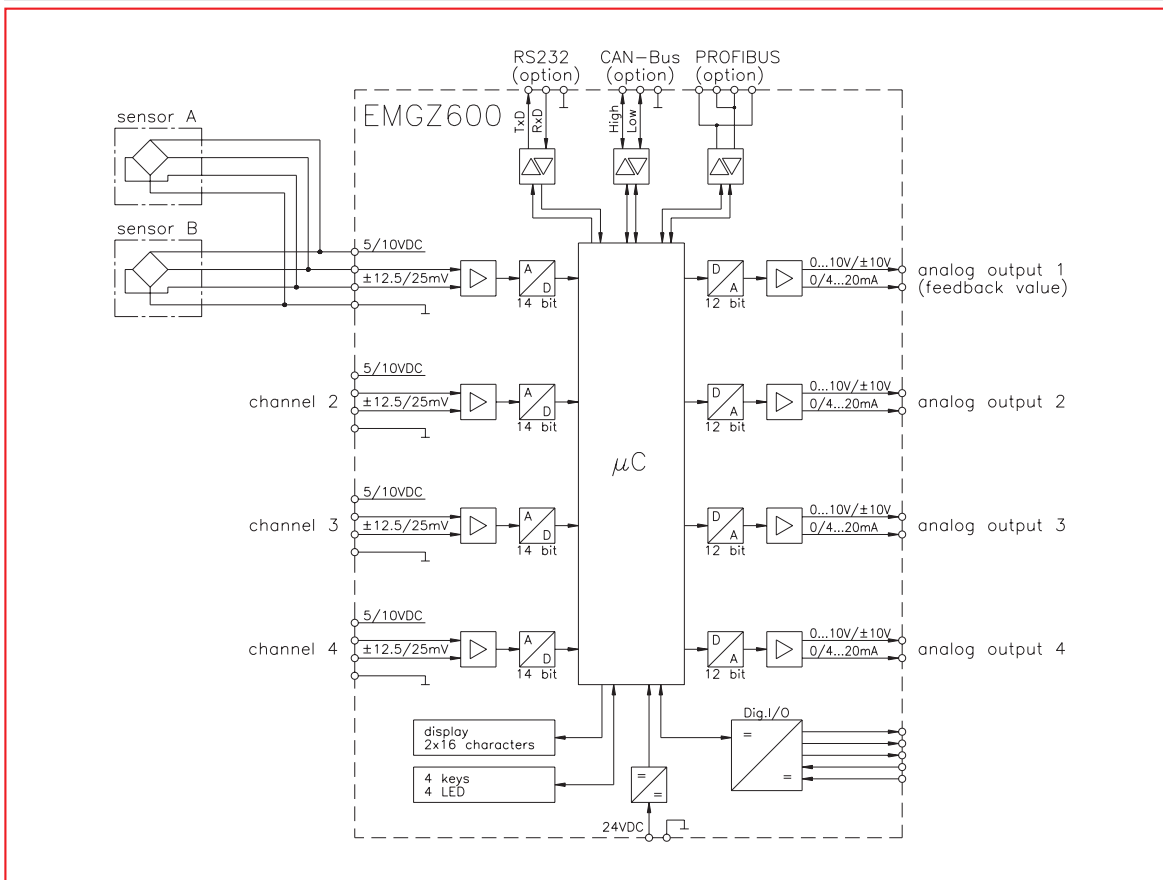 RS232 CAN-Bus PROFIBUS
(option) (option) (option)
EMGZ600
TxD
RxD
High
Low
sensor A
sensor B
5/10VDC
±12.5/25mV
A
D
14 bit
D
A
12 bit
0...10V/±10V
0/4...20mA
analog output 1
(feedback value)
channel 2
5/10VDC
±12.5/25mV
A
D
14 bit
D
A
12 bit
0...10V/±10V
0/4...20mA
analog output 2
µC
channel 3
5/10VDC
±12.5/25mV
A
D
14 bit
D
A
12 bit
0...10V/±10V
0/4...20mA
analog output 3
channel 4
5/10VDC
±12.5/25mV
A
D
14 bit
D
A
12 bit
0...10V/±10V
0/4...20mA
analog output 4
display
2x16 characters
4 keys
4 LED
=
=
24VDC
Dig.I/O
=
=